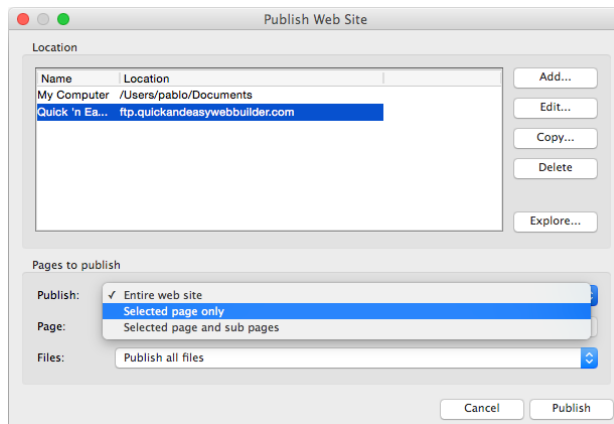 Publish Web Site
Location
Name Location
My Computer /Users/pablo/Documents
Quick 'n Ea... ftp.quickandeasywebbuilder.com
Add...
Edit...
Copy...
Delete
Explore...
Pages to publish
Publish: ✓ Entire web site
Selected page only
Page: Selected page and sub pages
Files: Publish all files
Cancel Publish